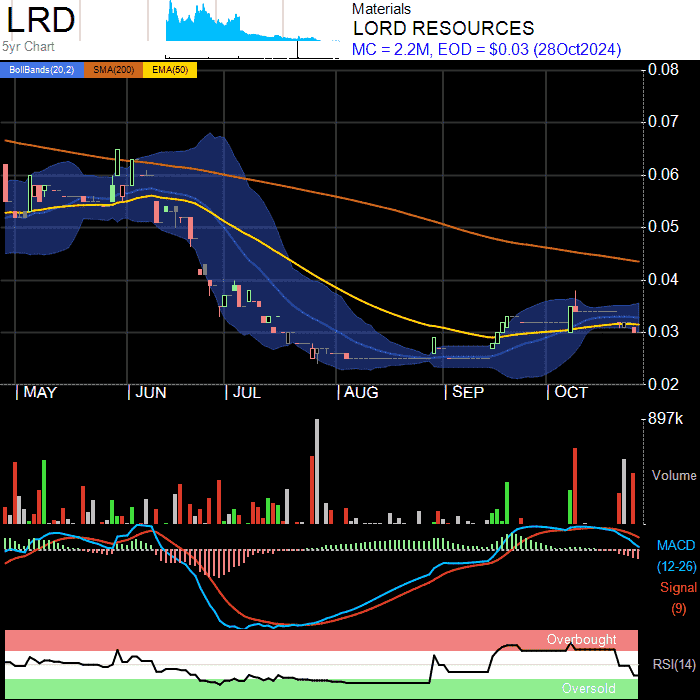 LRD
5yr Chart
Materials
LORD RESOURCES
MC = 2.2M, EOD = $0.03 (28Oct2024)
BollBands(20,2) SMA(200) EMA(50)
0.08
0.07
0.06
0.05
0.04
0.03
0.02
MAY JUN JUL AUG SEP OCT
897k
Volume
MACD
(12-26)
Signal
(9)
Overbought
RSI(14)
Oversold